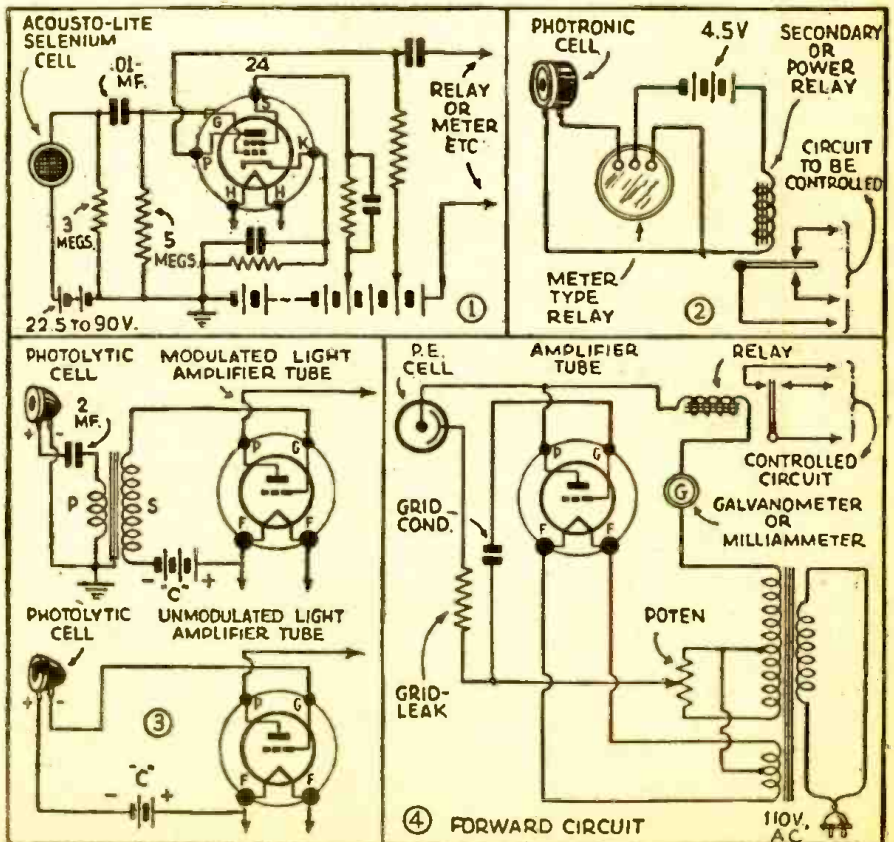 ACOUSTO-LITE
SELENIUM
CELL
.01-
MF.
24
S
G
P
K
H
H
3
MEGS.
5
MEGS.
22.5 TO 90 V.
RELAY
OR
METER
ETC
1
PHOTRONIC
CELL
4.5V
SECONDARY
OR
POWER
RELAY
CIRCUIT
TO BE
CONTROLLED
METER
TYPE
RELAY
2
PHOTOLYTIC
CELL
MODULATED LIGHT
AMPLIFIER TUBE
2
MF.
+ -
P
S
P
G
F
F
- +
"C"
PHOTOLYTIC
CELL
UNMODULATED LIGHT
AMPLIFIER TUBE
+ -
P
G
3
"C"
- +
F
F
P.E.
CELL
AMPLIFIER
TUBE
RELAY
P
G
F
F
GRID
COND.
CONTROLLED
CIRCUIT
G
GALVANOMETER
OR
MILLIAMMETER
POTEN
GRID-
LEAK
4 FORWARD CIRCUIT
110V.
A.C.